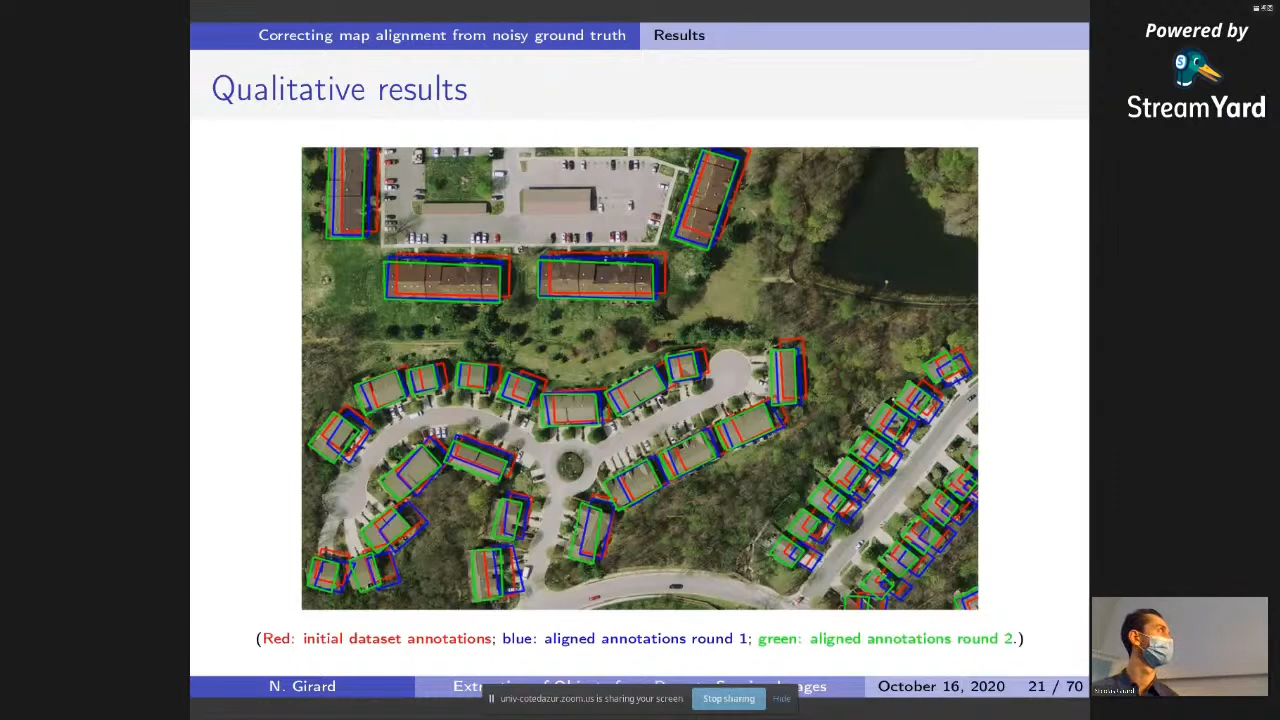 Correcting map alignment from noisy ground truth
Results
Powered by
StreamYard
Qualitative results
(Red: initial dataset annotations; blue: aligned annotations round 1; green: aligned annotations round 2.)
N. Girard
October 16, 2020
21 / 70
univ-cotedazur.zoom.us is sharing your screen.
Stop sharing
Hide